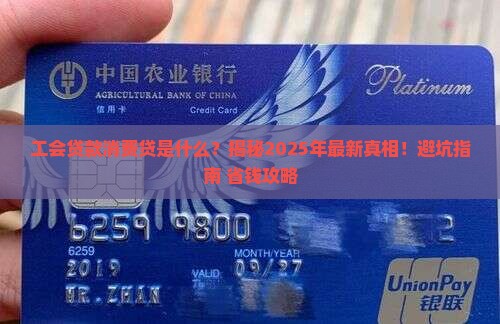 中国农业银行
AGRICULTURAL BANK OF CHINA
信用卡 Credit Card
Platinum
工会贷款消费贷是什么？揭秘2025年最新真相！避坑指
南 省钱攻略
6259 9800
6259
MONTH/YEAR
2019 VALID 09/27
MR.ZHAN
UnionPay
银联